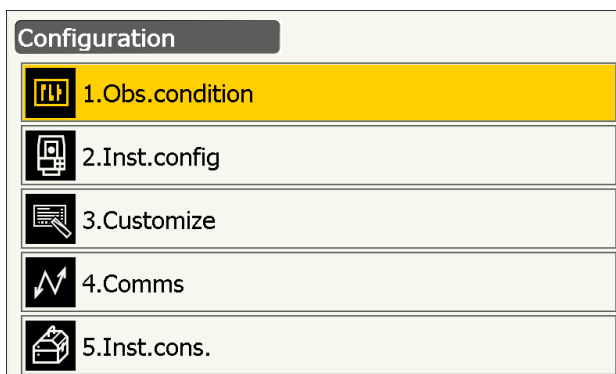 Configuration
1.Obs.condition
2.Inst.config
3.Customize
4.Comms
5.Inst.cons.